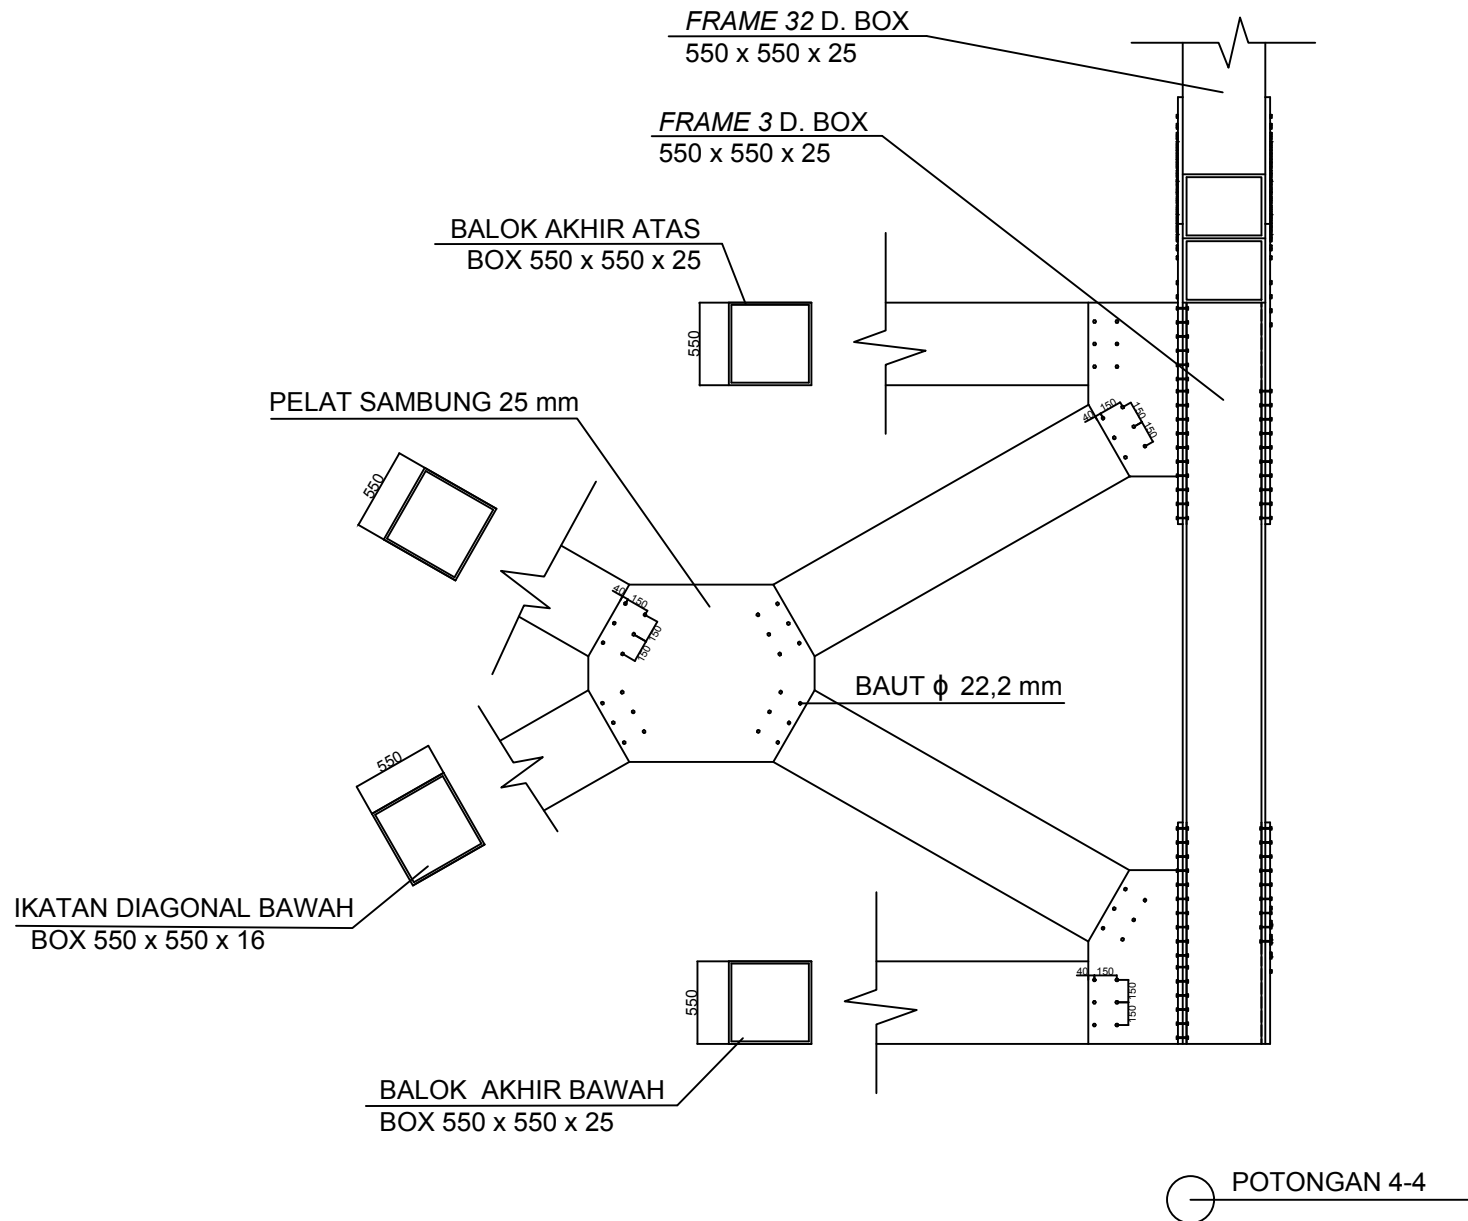 FRAME 32 D. BOX
550 x 550 x 25
FRAME 3 D. BOX
550 x 550 x 25
BALOK AKHIR ATAS
BOX 550 x 550 x 25
550
40 150
150
150
PELAT SAMBUNG 25 mm
550
40 150
150
150
BAUT ϕ 22,2 mm
550
IKATAN DIAGONAL BAWAH
BOX 550 x 550 x 16
550
40 150
150
150
BALOK AKHIR BAWAH
BOX 550 x 550 x 25
POTONGAN 4-4